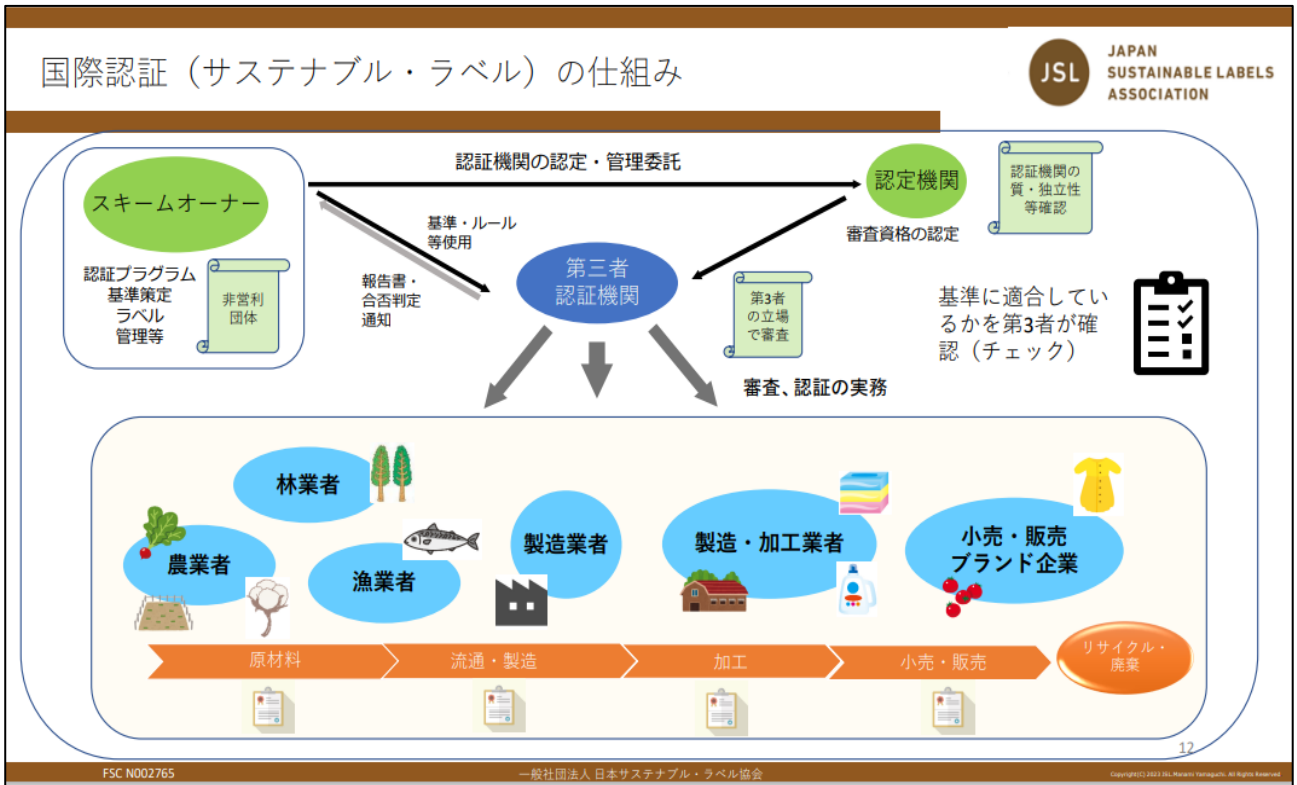 国際認証（サステナブル・ラベル）の仕組み
JSL
JAPAN
SUSTAINABLE LABELS
ASSOCIATION
スキームオーナー
認証プログラム
基準策定
ラベル
管理等
非営利
団体
認証機関の認定・管理委託
基準・ルール
等使用
報告書・
合否判定
通知
第三者
認証機関
認定機関
審査資格の認定
認証機関の
質・独立性
等確認
第3者
の立場
で審査
基準に適合してい
るかを第3者が確
認（チェック）
審査、認証の実務
林業者
農業者
漁業者
製造業者
製造・加工業者
小売・販売
ブランド企業
原材料
流通・製造
加工
小売・販売
リサイクル・
廃棄
12
FSC N002765
一般社団法人 日本サステナブル・ラベル協会
Copyright(C) 2023 JSL Manami Yamaguchi. All Rights Reserved